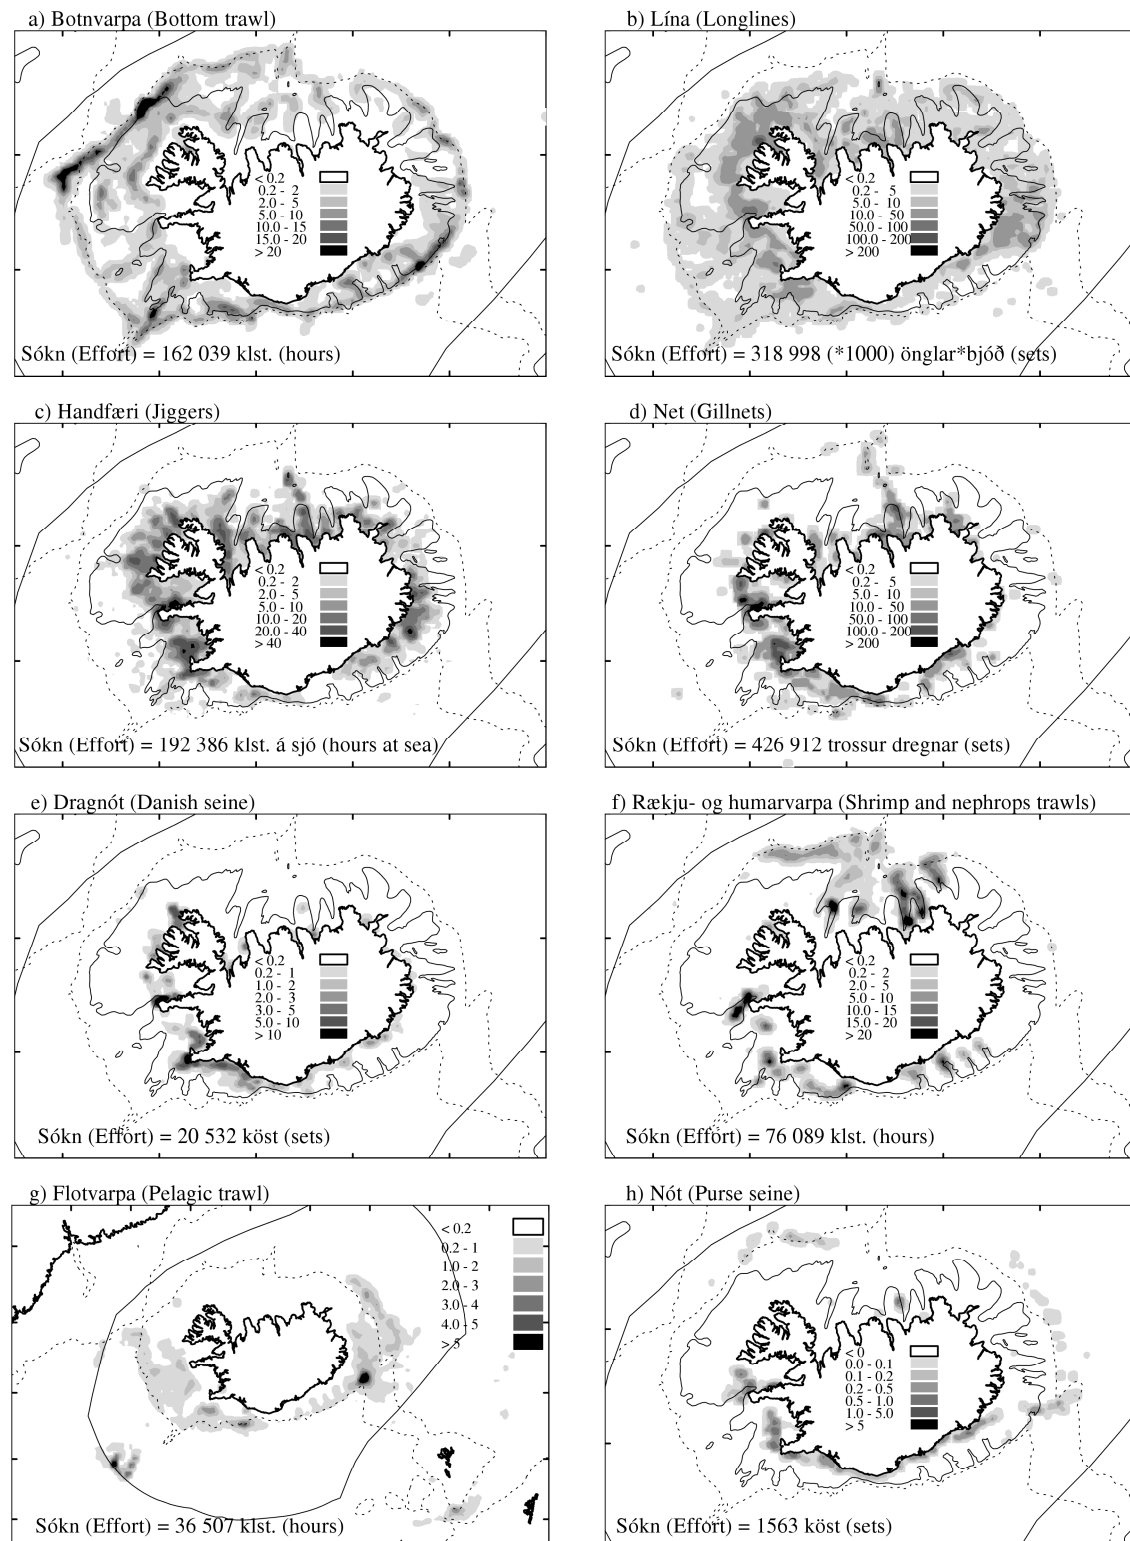 a) Botnvarpa (Bottom trawl)
< 0.2
0.2 - 2
2.0 - 5
5.0 - 10
10.0 - 15
15.0 - 20
> 20
Sókn (Effort) = 162 039 klst. (hours)
b) Lína (Longlines)
< 0.2
0.2 - 5
5.0 - 10
10.0 - 50
50.0 - 100
100.0 - 200
> 200
Sókn (Effort) = 318 998 (*1000) önglar*bjóð (sets)
c) Handfæri (Jiggers)
< 0.2
0.2 - 2
2.0 - 5
5.0 - 10
10.0 - 20
20.0 - 40
> 40
Sókn (Effort) = 192 386 klst. á sjó (hours at sea)
d) Net (Gillnets)
< 0.2
0.2 - 5
5.0 - 10
10.0 - 50
50.0 - 100
100.0 - 200
> 200
Sókn (Effort) = 426 912 trossur dregnar (sets)
e) Dragnót (Danish seine)
< 0.2
0.2 - 1
1.0 - 2
2.0 - 3
3.0 - 5
5.0 - 10
> 10
Sókn (Effort) = 20 532 köst (sets)
f) Rækju- og humarvarpa (Shrimp and nephrops trawls)
< 0.2
0.2 - 2
2.0 - 5
5.0 - 10
10.0 - 15
15.0 - 20
> 20
Sókn (Effort) = 76 089 klst. (hours)
g) Flotvarpa (Pelagic trawl)
< 0.2
0.2 - 1
1.0 - 2
2.0 - 3
3.0 - 4
4.0 - 5
> 5
Sókn (Effort) = 36 507 klst. (hours)
h) Nót (Purse seine)
< 0
0.0 - 0.1
0.1 - 0.2
0.2 - 0.5
0.5 - 1.0
1.0 - 5.0
> 5
Sókn (Effort) = 1563 köst (sets)